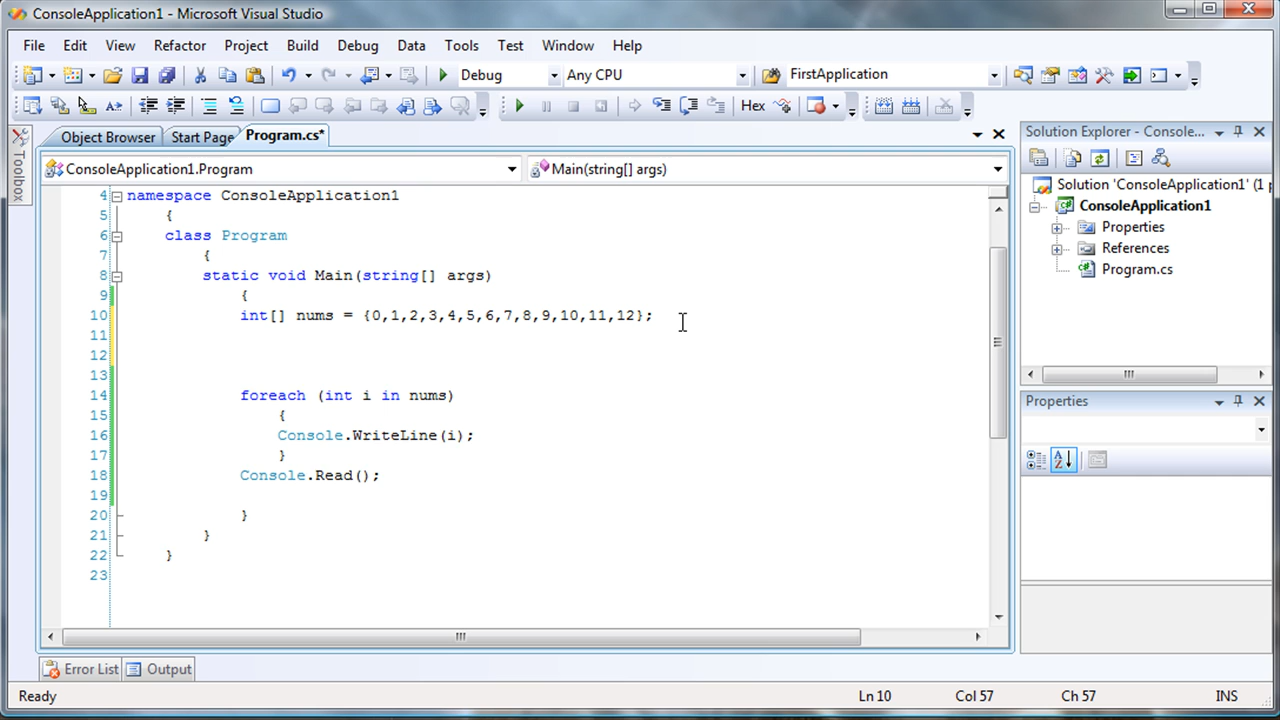 ConsoleApplication1 - Microsoft Visual Studio
File Edit View Refactor Project Build Debug Data Tools Test Window Help
Debug Any CPU FirstApplication
Hex
Object Browser Start Page Program.cs*
Solution Explorer - Console...
Toolbox
ConsoleApplication1.Program Main(string[] args)
Solution 'ConsoleApplication1' (1 p
ConsoleApplication1
Properties
References
Program.cs
4 namespace ConsoleApplication1
5 {
6 class Program
7 {
8 static void Main(string[] args)
9 {
10 int[] nums = {0,1,2,3,4,5,6,7,8,9,10,11,12};
11
12
13
14 foreach (int i in nums)
15 {
16 Console.WriteLine(i);
17 }
18 Console.Read();
19
20 }
21 }
22 }
23
Properties
Error List Output
Ready Ln 10 Col 57 Ch 57 INS